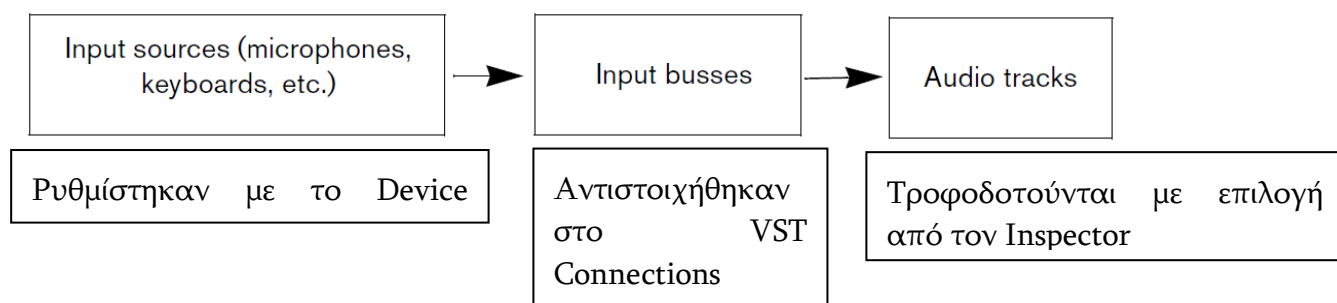 Input sources (microphones,
keyboards, etc.)
Input busses
Audio tracks
Ρυθμίστηκαν με το Device
Αντιστοιχήθηκαν
στο VST
Connections
Τροφοδοτούνται με επιλογή
από τον Inspector